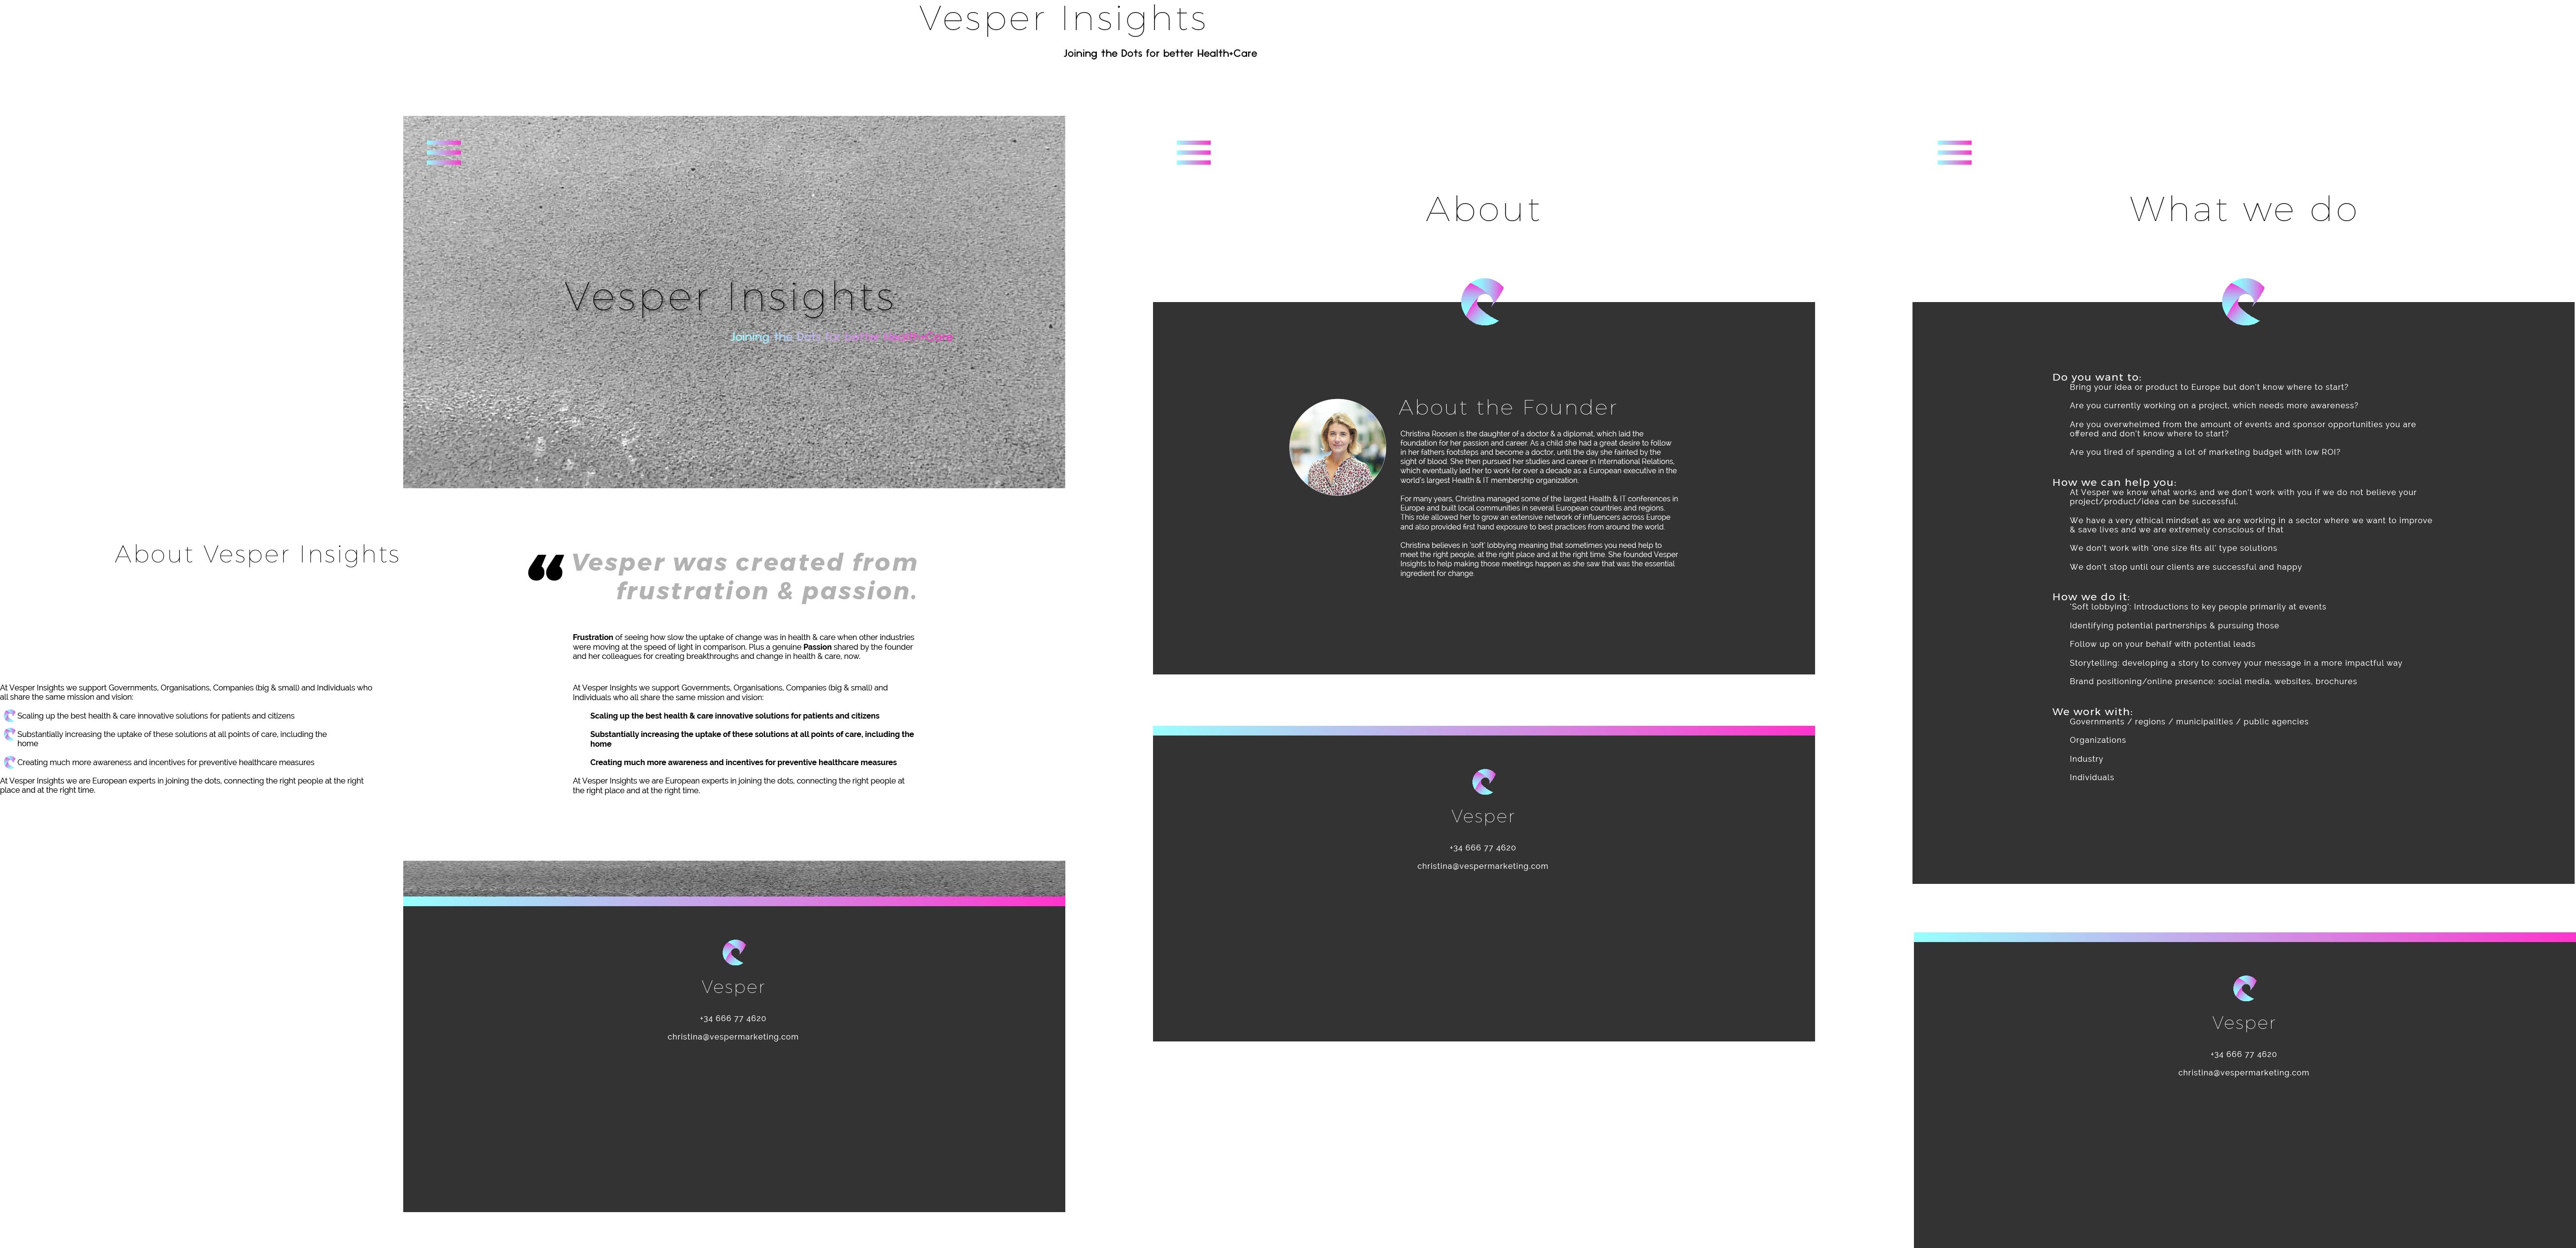 Vesper Insights
Joining the Dots for better Health+Care
Vesper Insights
Joining the Dots for better Health+Care
About Vesper Insights
At Vesper Insights we support Governments, Organisations, Companies (big & small) and Individuals who
all share the same mission and vision:
Scaling up the best health & care innovative solutions for patients and citizens
Substantially increasing the uptake of these solutions at all points of care, including the
home
Creating much more awareness and incentives for preventive healthcare measures
At Vesper Insights we are European experts in joining the dots, connecting the right people at the right
place and at the right time.
“ Vesper was created from
frustration & passion.
Frustration of seeing how slow the uptake of change was in health & care when other industries
were moving at the speed of light in comparison. Plus a genuine Passion shared by the founder
and her colleagues for creating breakthroughs and change in health & care, now.
At Vesper Insights we support Governments, Organisations, Companies (big & small) and
Individuals who all share the same mission and vision:
Scaling up the best health & care innovative solutions for patients and citizens
Substantially increasing the uptake of these solutions at all points of care, including the
home
Creating much more awareness and incentives for preventive healthcare measures
At Vesper Insights we are European experts in joining the dots, connecting the right people at
the right place and at the right time.
Vesper
+34 666 77 4620
christina@vespermarketing.com
About
About the Founder
Christina Roosen is the daughter of a doctor & a diplomat, which laid the
foundation for her passion and career. As a child she had a great desire to follow
in her fathers footsteps and become a doctor, until the day she fainted by the
sight of blood. She then pursued her studies and career in International Relations,
which eventually led her to work for over a decade as a European executive in the
world's largest Health & IT membership organization.
For many years, Christina managed some of the largest Health & IT conferences in
Europe and built local communities in several European countries and regions.
This role allowed her to grow an extensive network of influencers across Europe
and also provided first hand exposure to best practices from around the world.
Christina believes in 'soft' lobbying meaning that sometimes you need help to
meet the right people, at the right place and at the right time. She founded Vesper
Insights to help making those meetings happen as she saw that was the essential
ingredient for change.
Vesper
+34 666 77 4620
christina@vespermarketing.com
What we do
Do you want to:
Bring your idea or product to Europe but don't know where to start?
Are you currently working on a project, which needs more awareness?
Are you overwhelmed from the amount of events and sponsor opportunities you are
offered and don't know where to start?
Are you tired of spending a lot of marketing budget with low ROI?
How we can help you:
At Vesper we know what works and we don't work with you if we do not believe your
project/product/idea can be successful.
We have a very ethical mindset as we are working in a sector where we want to improve
& save lives and we are extremely conscious of that
We don't work with 'one size fits all' type solutions
We don't stop until our clients are successful and happy
How we do it:
'Soft lobbying': Introductions to key people primarily at events
Identifying potential partnerships & pursuing those
Follow up on your behalf with potential leads
Storytelling: developing a story to convey your message in a more impactful way
Brand positioning/online presence: social media, websites, brochures
We work with:
Governments / regions / municipalities / public agencies
Organizations
Industry
Individuals
Vesper
+34 666 77 4620
christina@vespermarketing.com